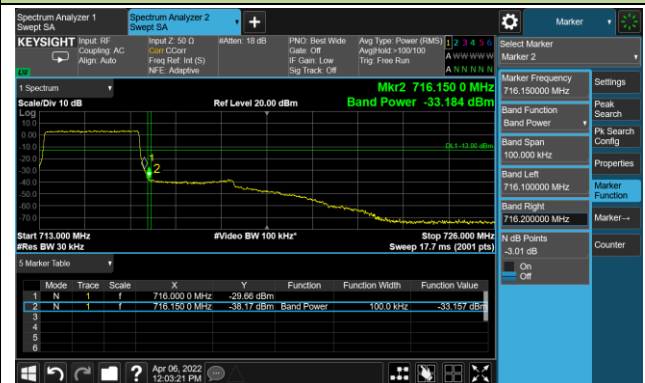 Spectrum Analyzer 1
Swept SA
Spectrum Analyzer 2
Swept SA
Marker
KEYSIGHT
Input: RF
Coupling: AC
Align: Auto
Input Z: 50 Ω
Corr CCorr
Freq Ref: Int (S)
NFE: Adaptive
#Atten: 18 dB
PNO: Best Wide
Gate: Off
IF Gain: Low
Sig Track: Off
Avg Type: Power (RMS)
Avg|Hold:>100/100
Trig: Free Run
1 2 3 4 5 6
A W W W W W
A N N N N N
1 Spectrum
Mkr2 716.150 0 MHz
Scale/Div 10 dB
Ref Level 20.00 dBm
Band Power -33.184 dBm
Log
10.0
0.00
-10.0
-20.0
-30.0
-40.0
-50.0
-60.0
-70.0
DL1 -13.00 dBm
1
2
Start 713.000 MHz
#Video BW 100 kHz*
Stop 726.000 MHz
#Res BW 30 kHz
Sweep 17.7 ms (2001 pts)
5 Marker Table
Mode Trace Scale X Y Function Function Width Function Value
1 N 1 f 716.000 0 MHz -29.66 dBm
2 N 1 f 716.150 0 MHz -38.17 dBm Band Power 100.0 kHz -33.157 dBm
3
4
5
6
Apr 06, 2022
12:03:21 PM
Select Marker
Marker 2
Marker Frequency
716.150000 MHz
Band Function
Band Power
Band Span
100.000 kHz
Band Left
716.100000 MHz
Band Right
716.200000 MHz
N dB Points
-3.01 dB
On
Off
Settings
Peak
Search
Pk Search
Config
Properties
Marker
Function
Marker→
Counter